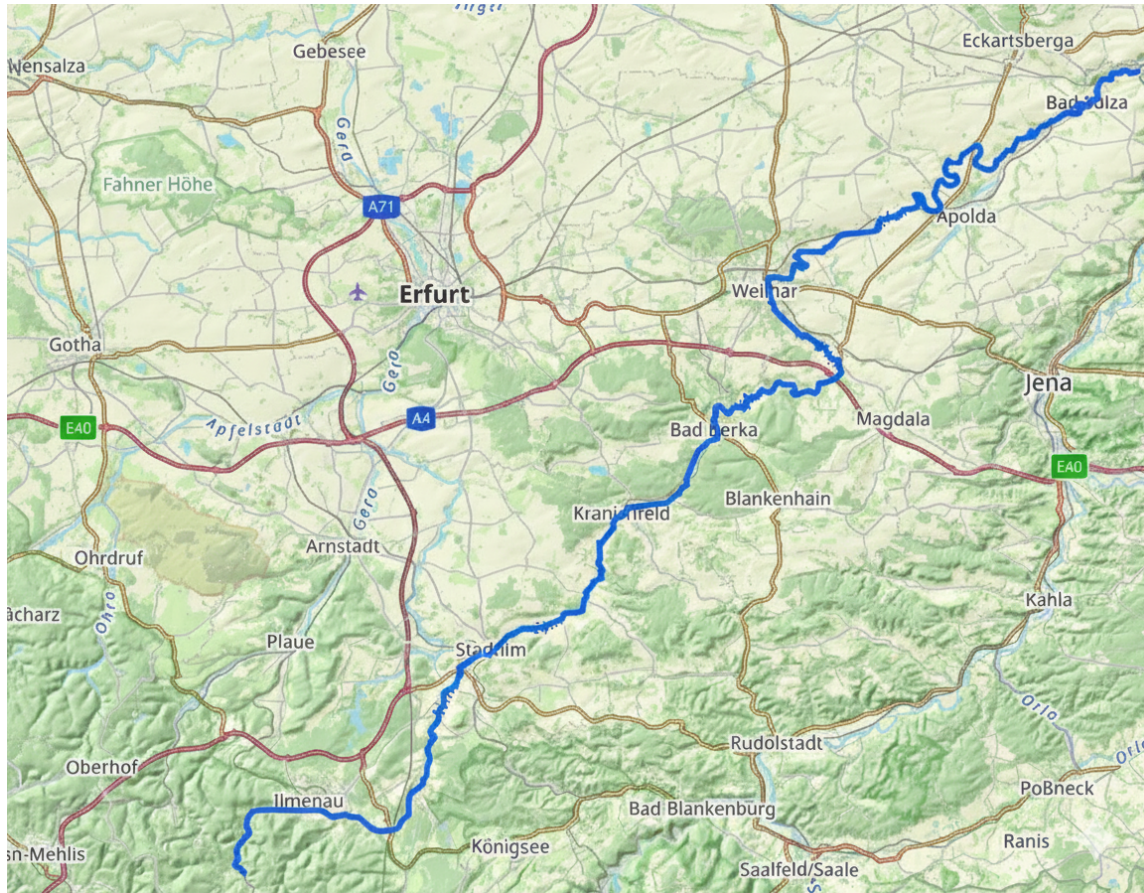 Gebesee
Eckartsberga
Gera
Fahner Höhe
A71
Apolda
Erfurt
Weimar
Gotha
Gera
Jena
Apfelstädt
A4
E40
Magdala
Bad Berka
E40
Blankenhain
Kranichfeld
Gera
Arnstadt
Ohrdruf
Ohra
Kahla
Plaue
Stadtilm
Orla
Rudolstadt
Oberhof
Orla
Ilmenau
Bad Blankenburg
Pößneck
Königsee
Ranis
Saalfeld/Saale